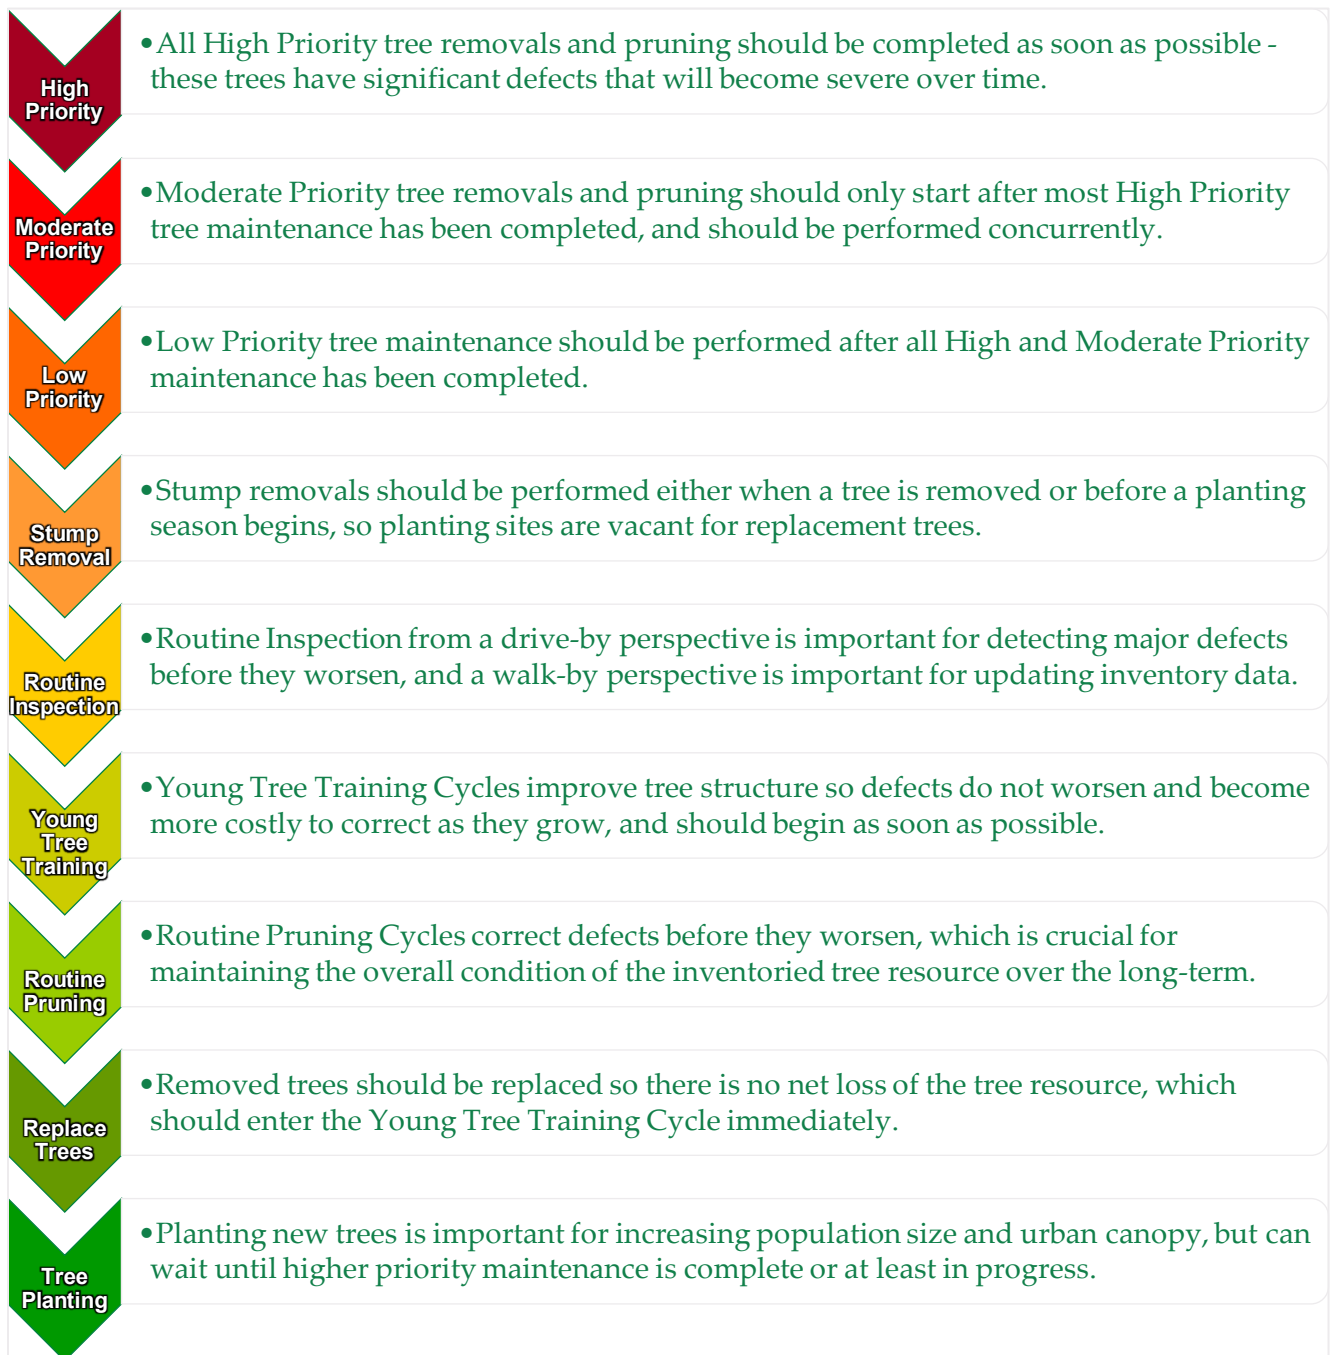 High
Priority
•All High Priority tree removals and pruning should be completed as soon as possible -
these trees have significant defects that will become severe over time.
Moderate
Priority
•Moderate Priority tree removals and pruning should only start after most High Priority
tree maintenance has been completed, and should be performed concurrently.
Low
Priority
•Low Priority tree maintenance should be performed after all High and Moderate Priority
maintenance has been completed.
Stump
Removal
•Stump removals should be performed either when a tree is removed or before a planting
season begins, so planting sites are vacant for replacement trees.
Routine
Inspection
•Routine Inspection from a drive-by perspective is important for detecting major defects
before they worsen, and a walk-by perspective is important for updating inventory data.
Young
Tree
Training
•Young Tree Training Cycles improve tree structure so defects do not worsen and become
more costly to correct as they grow, and should begin as soon as possible.
Routine
Pruning
•Routine Pruning Cycles correct defects before they worsen, which is crucial for
maintaining the overall condition of the inventoried tree resource over the long-term.
Replace
Trees
•Removed trees should be replaced so there is no net loss of the tree resource, which
should enter the Young Tree Training Cycle immediately.
Tree
Planting
•Planting new trees is important for increasing population size and urban canopy, but can
wait until higher priority maintenance is complete or at least in progress.